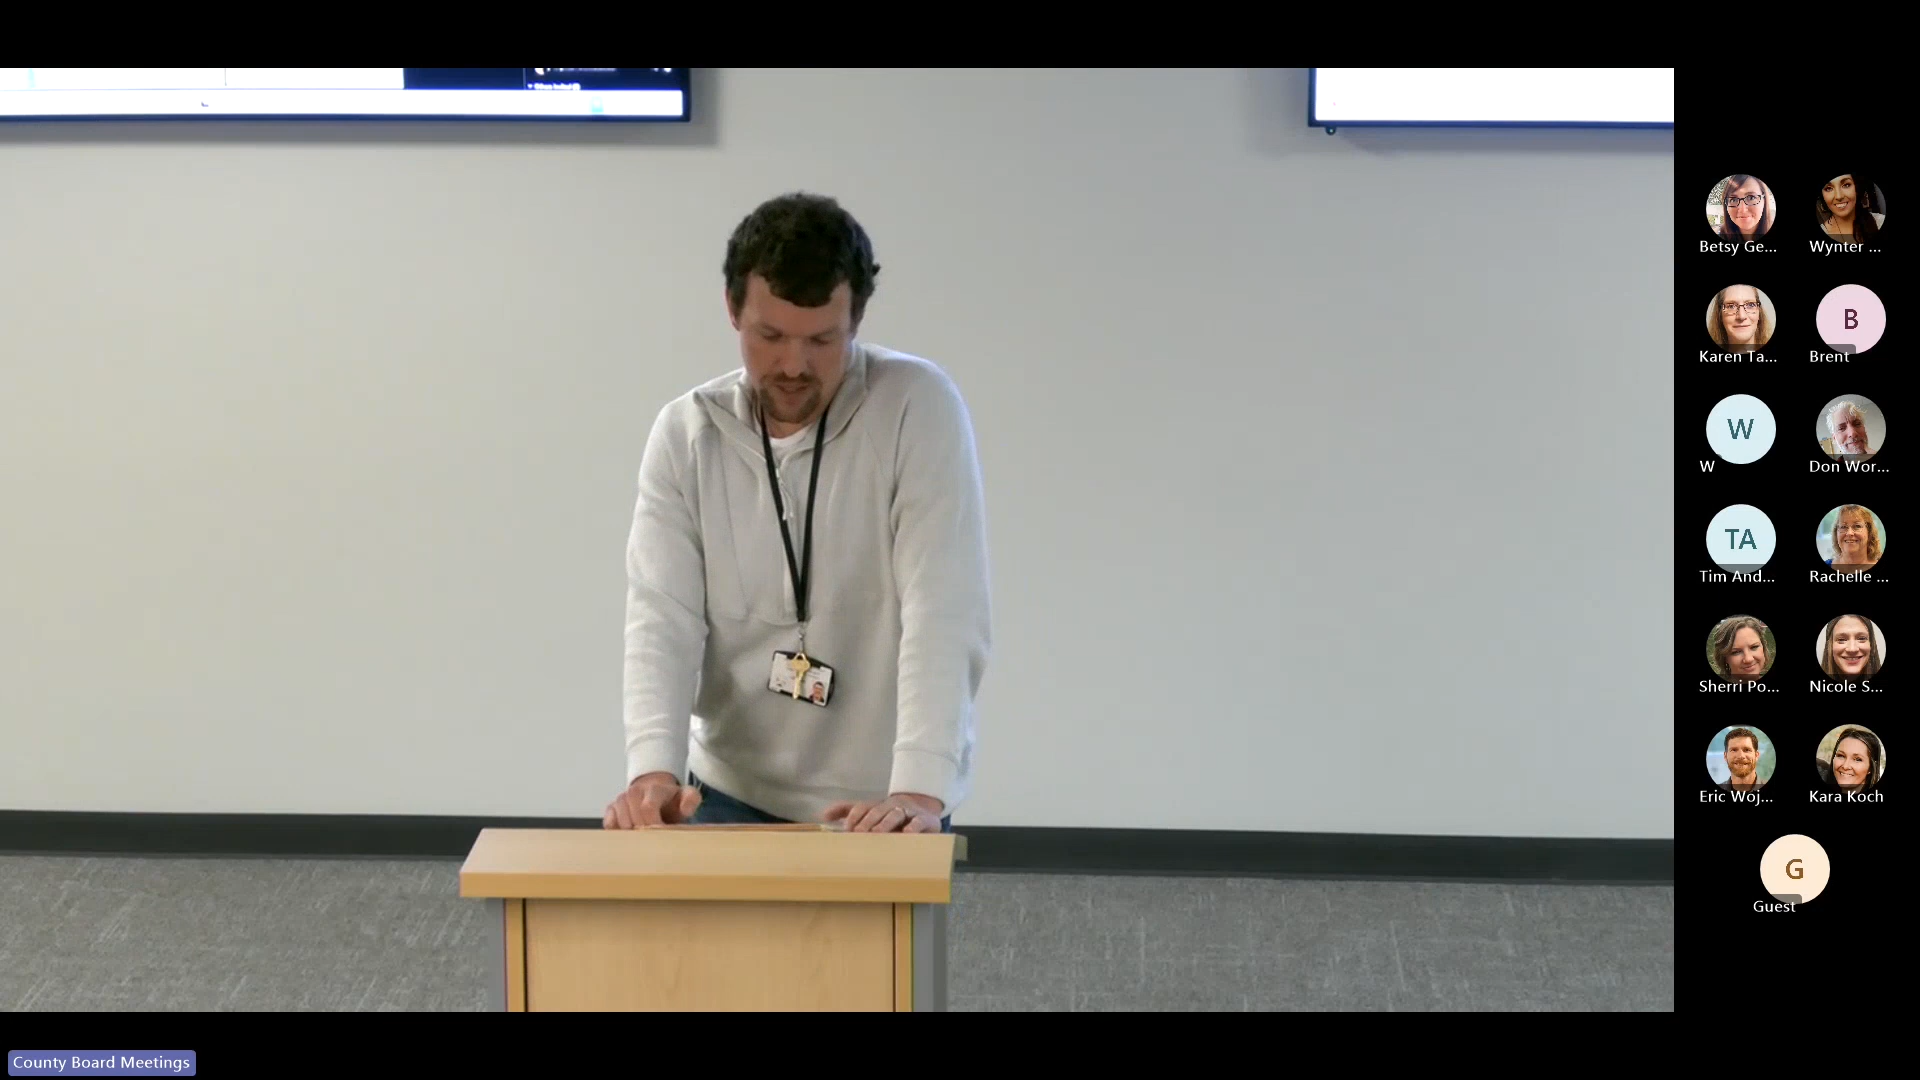 Betsy Ge...
Wynter ...
Karen Ta...
B
Brent
W
W
Don Wor...
TA
Tim And...
Rachelle ...
Sherri Po...
Nicole S...
Eric Woj...
Kara Koch
G
Guest
County Board Meetings